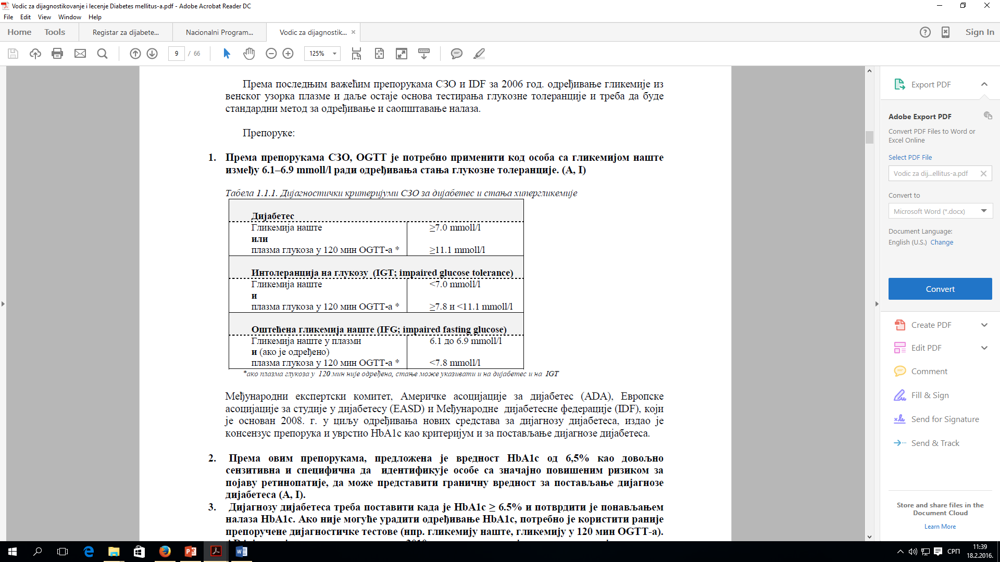 Vodic za dijagnostikovanje i lecenje Diabetes mellitus-a.pdf - Adobe Acrobat Reader DC
File Edit View Window Help
Home Tools Registar za dijabete... Nacionalni Program... Vodic za dijagnostik... × Sign In
9 / 66 125%
Према последњим важећим препорукама СЗО и IDF за 2006 год. одређивање гликемије из
венског узорка плазме и даље остаје основа тестирања глукозне толеранције и треба да буде
стандардни метод за одређивање и саопштавање налаза.
Препоруке:
1. Према препорукама СЗО, OGTT је потребно применити код особа са гликемијом наште
између 6.1–6.9 mmoll/l ради одређивања стања глукозне толеранције. (A, I)
Табела 1.1.1. Дијагностички критеријуми СЗО за дијабетес и стања хипергликемије
Дијабетес
Гликемија наште ≥7.0 mmoll/l
или
плазма глукоза у 120 мин OGTT-а * ≥11.1 mmoll/l
Интолеранција на глукозу (IGT; impaired glucose tolerance)
Гликемија наште <7.0 mmoll/l
и
плазма глукоза у 120 мин OGTT-а * ≥7.8 и <11.1 mmoll/l
Оштећена гликемија наште (IFG; impaired fasting glucose)
Гликемија наште у плазми 6.1 до 6.9 mmoll/l
и (ако је одређено)
плазма глукоза у 120 мин OGTT-а * <7.8 mmoll/l
*ако плазма глукоза у 120 мин није одређена, стање може указивати и на дијабетес и на IGT
Међународни експертски комитет, Америчке асоцијације за дијабетес (ADA), Европске
асоцијације за студије у дијабетесу (EASD) и Међународне дијабетесне федерације (IDF), који
је основан 2008. г. у циљу одређивања нових средстава за дијагнозу дијабетеса, издао је
консензус препорука и уврстио HbA1c као критеријум и за постављање дијагнозе дијабетеса.
2. Према овим препорукама, предложена је вредност HbA1c од 6,5% као довољно
сензитивна и специфична да идентификује особе са значајно повишеним ризиком за
појаву ретинопатије, да може представити граничну вредност за постављање дијагнозе
дијабетеса (A, I).
3. Дијагнозу дијабетеса треба поставити када је HbA1c ≥ 6.5% и потврдити је понављањем
налаза HbA1c. Ако није могуће урадити одређивање HbA1c, потребно је користити раније
препоручене дијагностичке тестове (нпр. гликемију наште, гликемију у 120 мин OGTT-а).
Export PDF
Adobe Export PDF
Convert PDF Files to Word or
Excel Online
Select PDF File
Vodic za dij...ellitus-a.pdf
Convert to
Microsoft Word (*.docx)
Document Language:
English (U.S.) Change
Convert
Create PDF
Edit PDF
Comment
Fill & Sign
Send for Signature
Send & Track
Store and share files in the
Document Cloud
Learn More
СРП
11:39
18.2.2016.